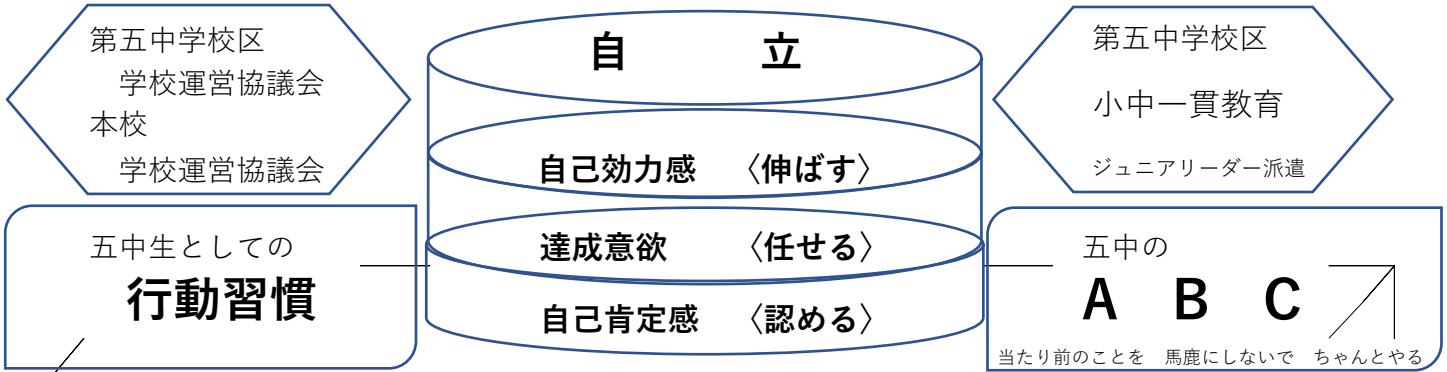 第五中学校区
学校運営協議会
本校
学校運営協議会
自 立
自己効力感 〈伸ばす〉
達成意欲 〈任せる〉
自己肯定感 〈認める〉
第五中学校区
小中一貫教育
ジュニアリーダー派遣
五中生としての
行動習慣
五中の
A B C
当たり前のことを 馬鹿にしないで ちゃんとやる